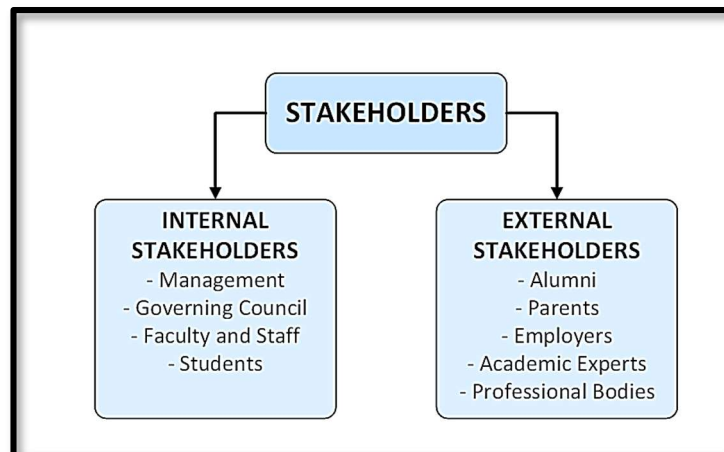 STAKEHOLDERS
INTERNAL
STAKEHOLDERS
- Management
- Governing Council
- Faculty and Staff
- Students
EXTERNAL
STAKEHOLDERS
- Alumni
- Parents
- Employers
- Academic Experts
- Professional Bodies